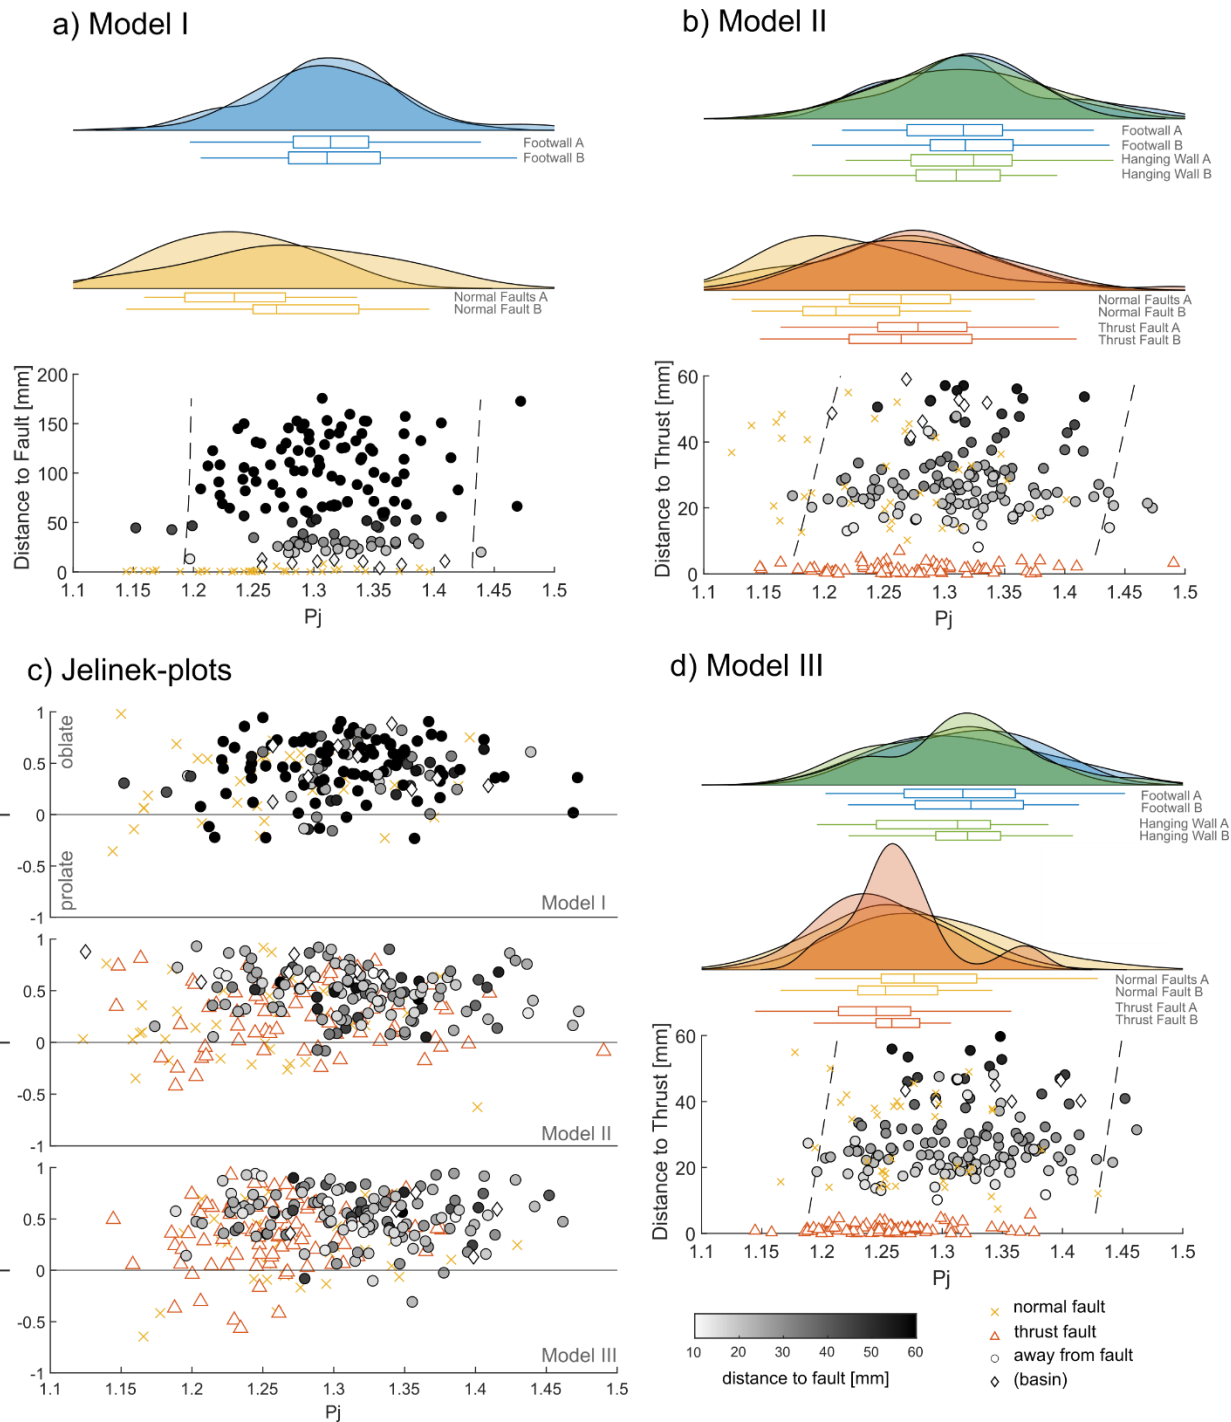 a) Model I
Footwall A
Footwall B
Normal Faults A
Normal Fault B
Distance to Fault [mm]
200
150
100
50
0
1.1
1.15
1.2
1.25
1.3
1.35
1.4
1.45
1.5
Pj
b) Model II
Footwall A
Footwall B
Hanging Wall A
Hanging Wall B
Normal Faults A
Normal Fault B
Thrust Fault A
Thrust Fault B
Distance to Thrust [mm]
60
40
20
0
1.1
1.15
1.2
1.25
1.3
1.35
1.4
1.45
1.5
Pj
c) Jelinek-plots
1
0.5
0
-0.5
-1
oblate
prolate
Model I
1
0.5
0
-0.5
-1
Model II
1
0.5
0
-0.5
-1
Model III
1.1
1.15
1.2
1.25
1.3
1.35
1.4
1.45
1.5
Pj
d) Model III
Footwall A
Footwall B
Hanging Wall A
Hanging Wall B
Normal Faults A
Normal Fault B
Thrust Fault A
Thrust Fault B
Distance to Thrust [mm]
60
40
20
0
1.1
1.15
1.2
1.25
1.3
1.35
1.4
1.45
1.5
Pj
10 20 30 40 50 60
distance to fault [mm]
normal fault
thrust fault
away from fault
(basin)